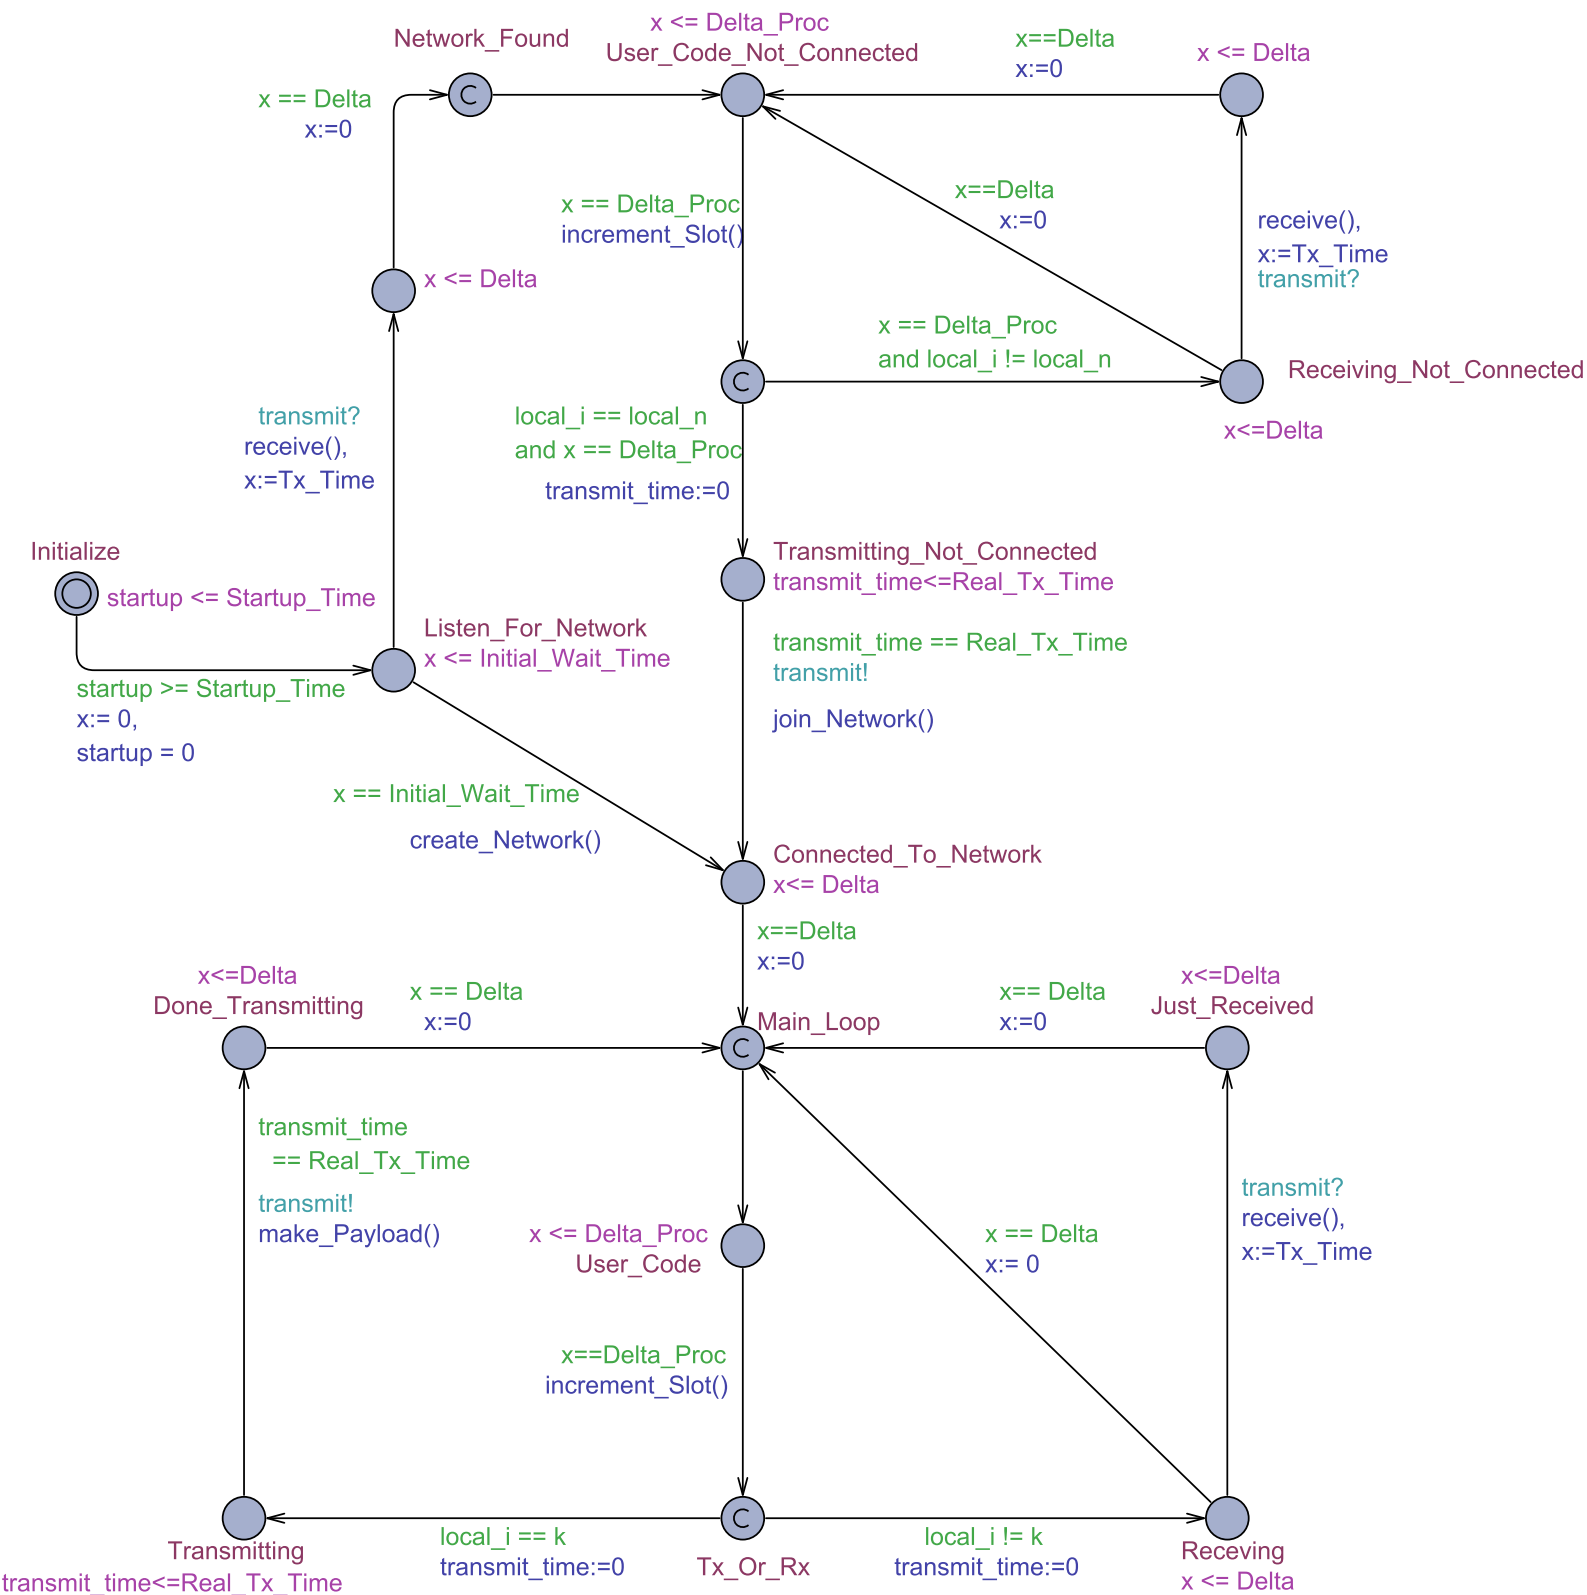 x <= Delta_Proc
Network_Found
User_Code_Not_Connected
x==Delta
x:=0
x <= Delta
x == Delta
x:=0
C
x == Delta_Proc
increment_Slot()
x==Delta
x:=0
receive(),
x:=Tx_Time
transmit?
x <= Delta
x == Delta_Proc
and local_i != local_n
C
Receiving_Not_Connected
x<=Delta
transmit?
receive(),
x:=Tx_Time
local_i == local_n
and x == Delta_Proc
transmit_time:=0
Initialize
startup <= Startup_Time
Transmitting_Not_Connected
transmit_time<=Real_Tx_Time
Listen_For_Network
x <= Initial_Wait_Time
transmit_time == Real_Tx_Time
transmit!
join_Network()
startup >= Startup_Time
x:= 0,
startup = 0
x == Initial_Wait_Time
create_Network()
Connected_To_Network
x<= Delta
x==Delta
x:=0
x<=Delta
Done_Transmitting
x == Delta
x:=0
Main_Loop
C
x== Delta
x:=0
x<=Delta
Just_Received
transmit_time
== Real_Tx_Time
transmit!
make_Payload()
x <= Delta_Proc
User_Code
x == Delta
x:= 0
transmit?
receive(),
x:=Tx_Time
x==Delta_Proc
increment_Slot()
C
Transmitting
transmit_time<=Real_Tx_Time
local_i == k
transmit_time:=0
Tx_Or_Rx
local_i != k
transmit_time:=0
Receving
x <= Delta